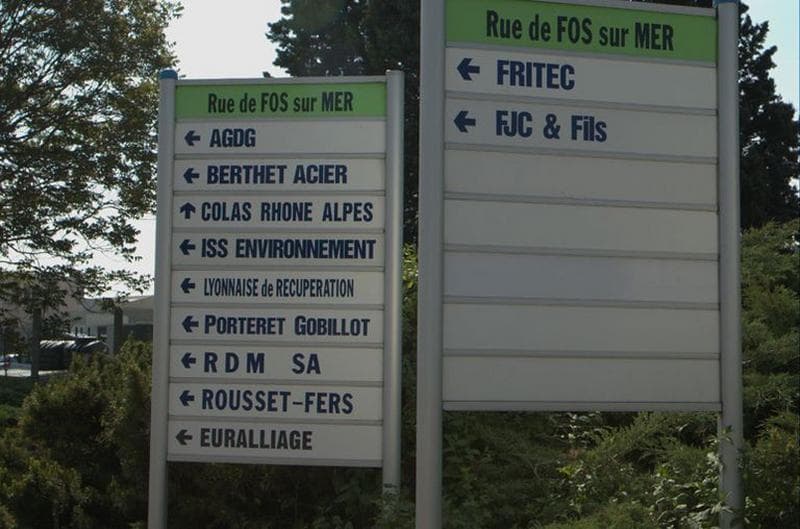 Rue de FOS sur MER
← AGDG
← BERTHET ACIER
↑ COLAS RHONE ALPES
← ISS ENVIRONNEMENT
← LYONNAISE de RECUPERATION
← PORTERET GOBILLOT
← RDM SA
← ROUSSET-FERS
← EURALLIAGE
Rue de FOS sur MER
← FRITEC
← FJC & Fils